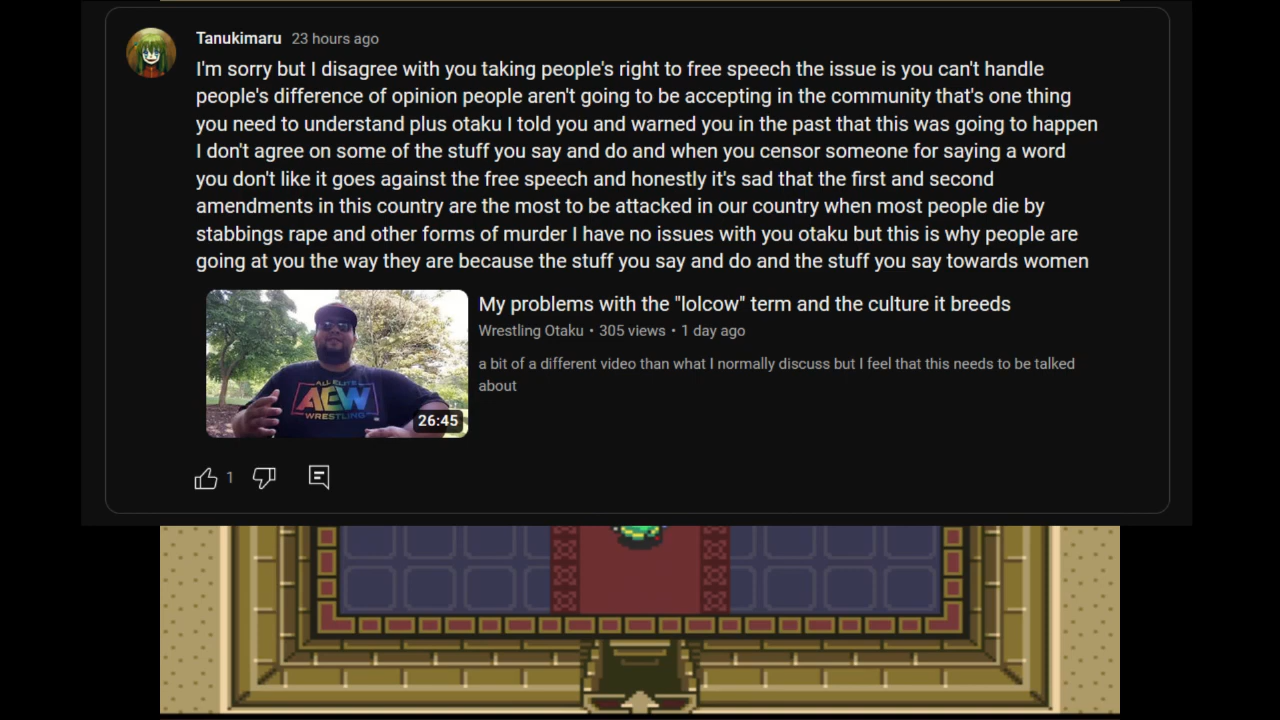 Tanukimaru 23 hours ago
I'm sorry but I disagree with you taking people's right to free speech the issue is you can't handle
people's difference of opinion people aren't going to be accepting in the community that's one thing
you need to understand plus otaku I told you and warned you in the past that this was going to happen
I don't agree on some of the stuff you say and do and when you censor someone for saying a word
you don't like it goes against the free speech and honestly it's sad that the first and second
amendments in this country are the most to be attacked in our country when most people die by
stabbings rape and other forms of murder I have no issues with you otaku but this is why people are
going at you the way they are because the stuff you say and do and the stuff you say towards women
My problems with the "lolcow" term and the culture it breeds
Wrestling Otaku • 305 views • 1 day ago
a bit of a different video than what I normally discuss but I feel that this needs to be talked
about
ALL ELITE
AEW
WRESTLING
26:45
1